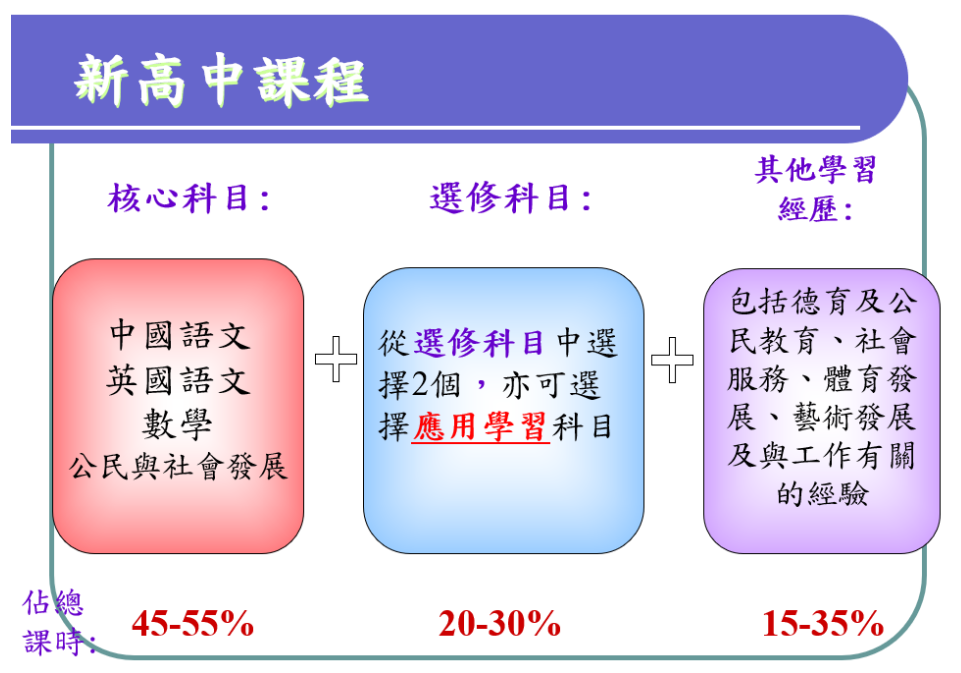 新高中課程
核心科目:
選修科目:
其他學習
經歷:
中國語文
英國語文
數學
公民與社會發展
從選修科目中選
擇2個，亦可選
擇應用學習科目
包括德育及公
民教育、社會
服務、體育發
展、藝術發展
及與工作有關
的經驗
佔總
課時:
45-55%
20-30%
15-35%